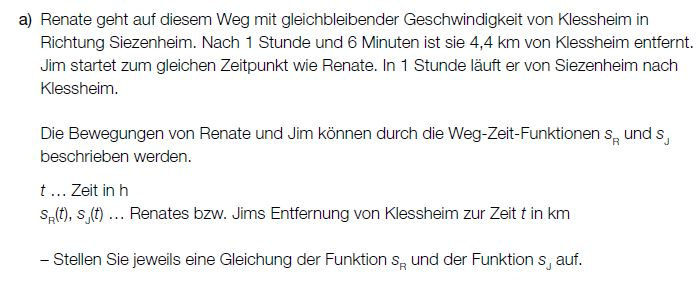 a) Renate geht auf diesem Weg mit gleichbleibender Geschwindigkeit von Klessheim in
Richtung Siezenheim. Nach 1 Stunde und 6 Minuten ist sie 4,4 km von Klessheim entfernt.
Jim startet zum gleichen Zeitpunkt wie Renate. In 1 Stunde läuft er von Siezenheim nach
Klessheim.
Die Bewegungen von Renate und Jim können durch die Weg-Zeit-Funktionen s_R und s_J
beschrieben werden.
t … Zeit in h
s_R(t), s_J(t) … Renates bzw. Jims Entfernung von Klessheim zur Zeit t in km
– Stellen Sie jeweils eine Gleichung der Funktion s_R und der Funktion s_J auf.